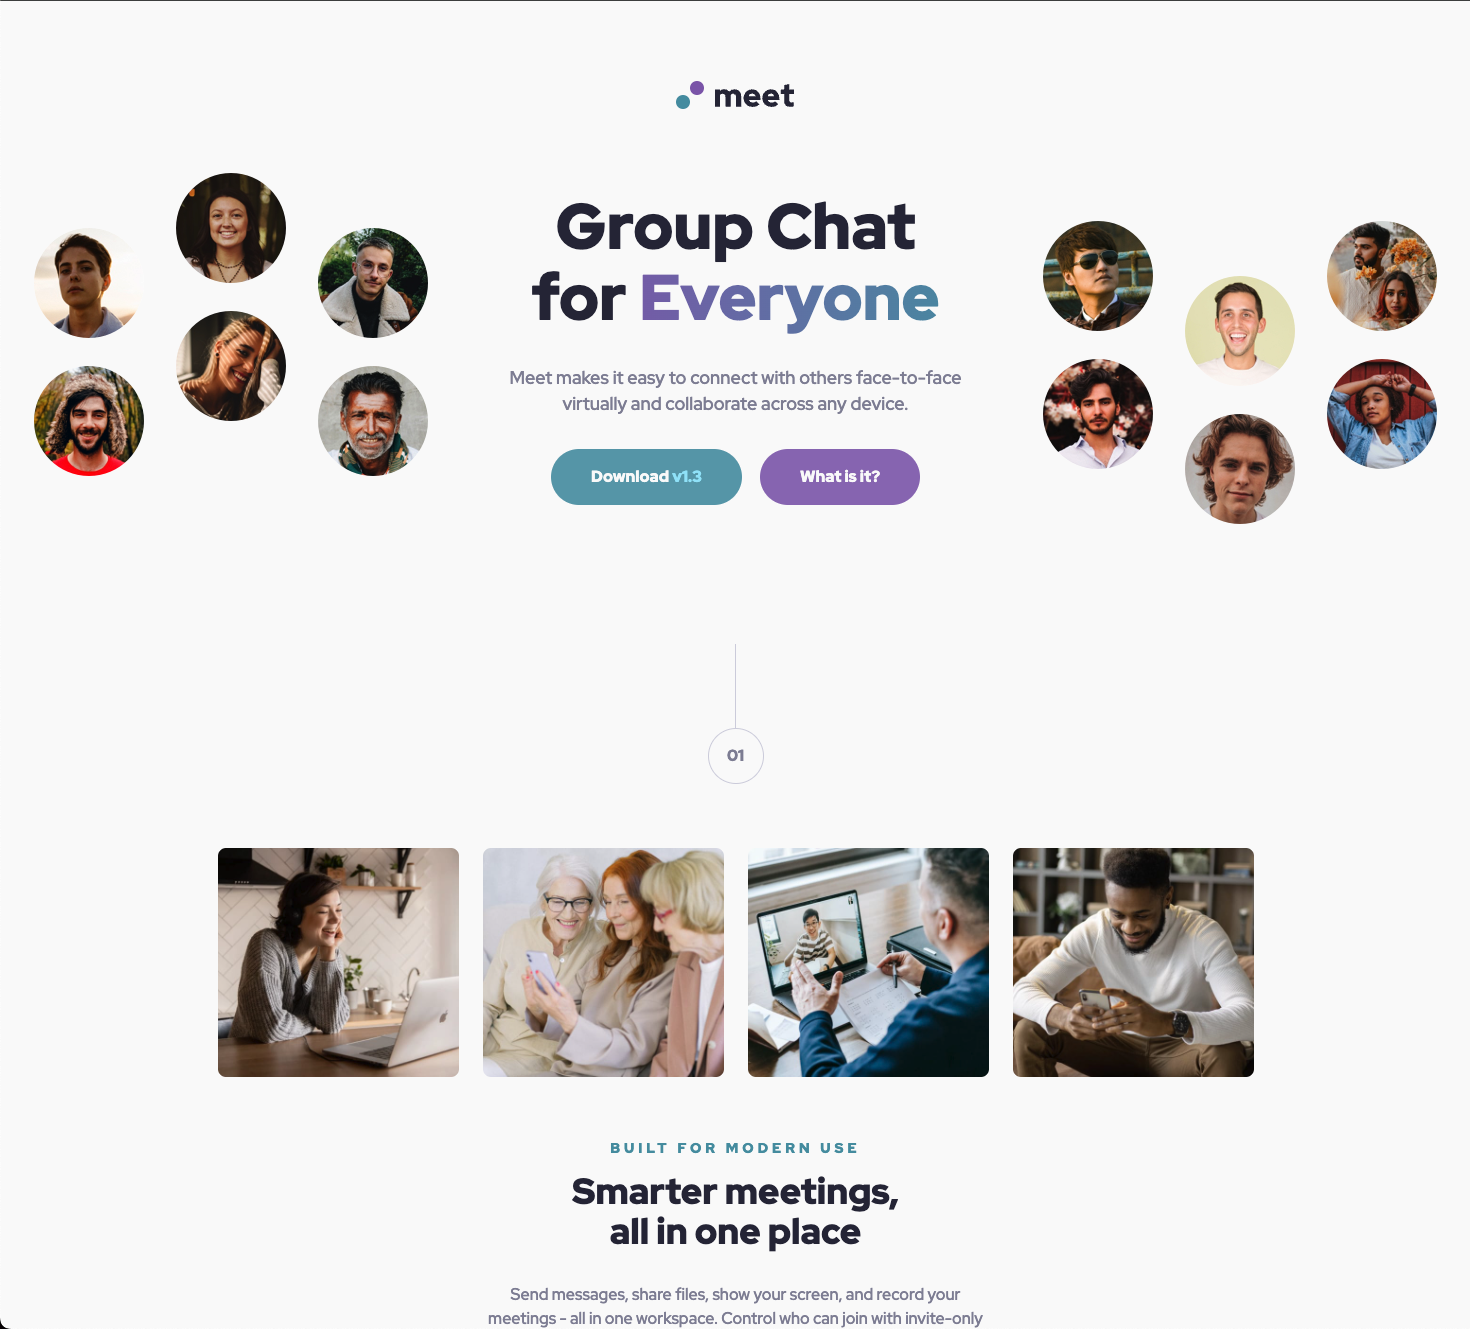 meet
Group Chat
for Everyone
Meet makes it easy to connect with others face-to-face
virtually and collaborate across any device.
Download v1.3
What is it?
01
BUILT FOR MODERN USE
Smarter meetings,
all in one place
Send messages, share files, show your screen, and record your
meetings - all in one workspace. Control who can join with invite-only